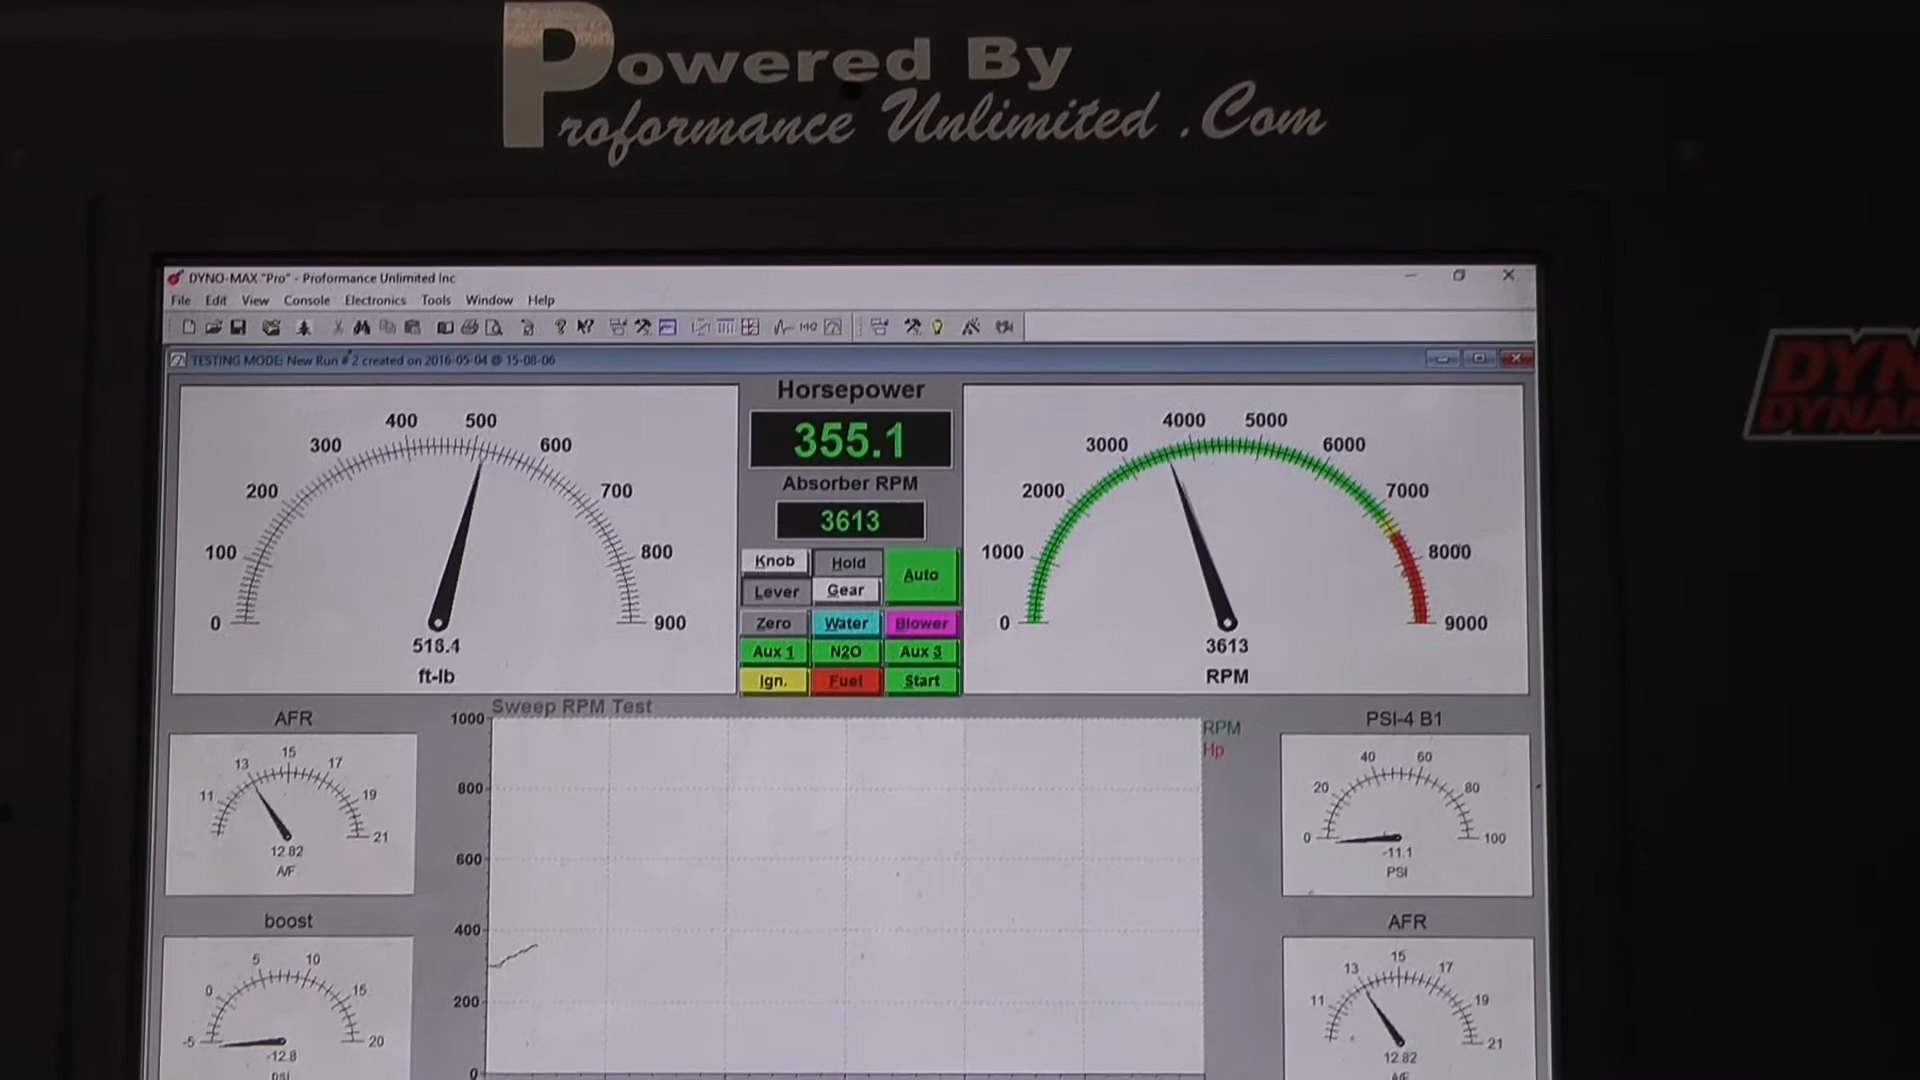 Powered By
Proformance Unlimited .Com
DYNO-MAX "Pro" - Proformance Unlimited Inc
File Edit View Console Electronics Tools Window Help
TESTING MODE: New Run # 2 created on 2016-05-04 @ 15-08-06
0 100 200 300 400 500 600 700 800 900
516.4
ft-lb
Horsepower
355.1
Absorber RPM
3613
Knob Hold Auto
Lever Gear
Zero Water Blower
Aux 1 N2O Aux 3
Ign. Fuel Start
0 1000 2000 3000 4000 5000 6000 7000 8000 9000
3613
RPM
DYN
DYNA
AFR
11 13 15 17 19 21
12.82
A/F
boost
-5 0 5 10 15 20
-12.8
psi
Sweep RPM Test
1000
800
600
400
200
0
RPM
Hp
PSI-4 B1
0 20 40 60 80 100
-11.1
PSI
AFR
11 13 15 17 19 21
12.82
A/F